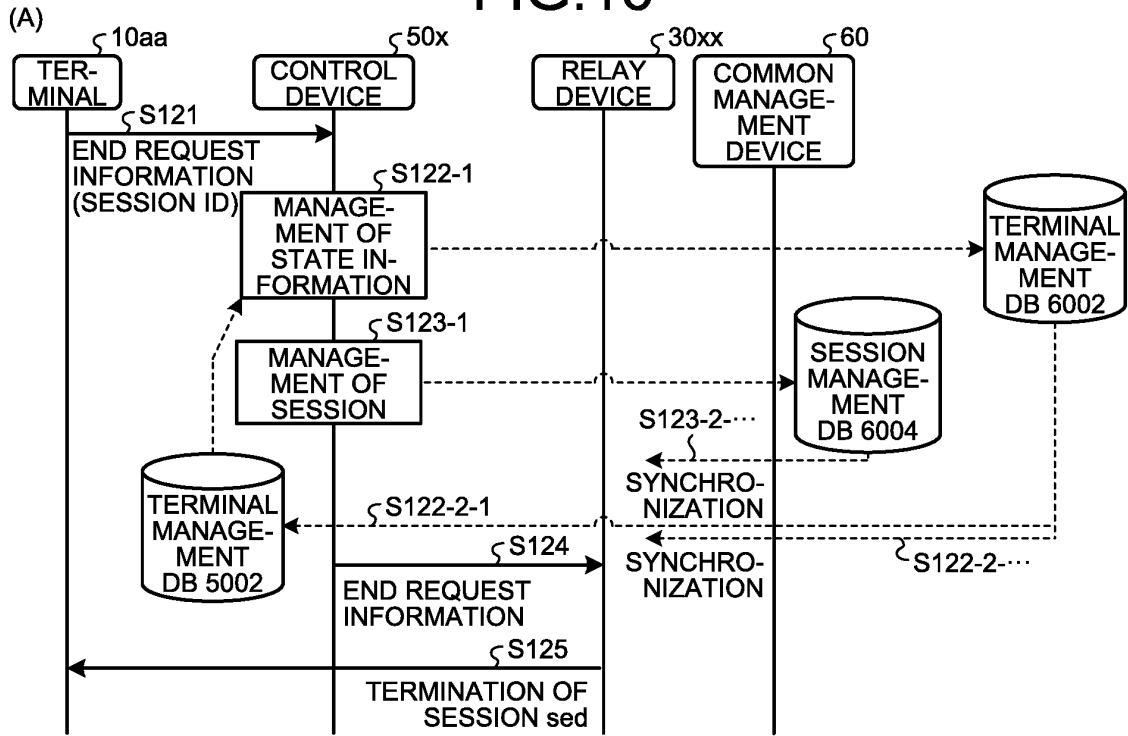 FIG.16
(A)
10aa
50x
30xx
60
TER-
MINAL
CONTROL
DEVICE
RELAY
DEVICE
COMMON
MANAGE-
MENT
DEVICE
S121
END REQUEST
INFORMATION
(SESSION ID)
S122-1
MANAGE-
MENT OF
STATE IN-
FORMATION
TERMINAL
MANAGE-
MENT
DB 6002
S123-1
MANAGE-
MENT OF
SESSION
SESSION
MANAGE-
MENT
DB 6004
S123-2-···
SYNCHRO-
NIZATION
TERMINAL
MANAGE-
MENT
DB 5002
S122-2-1
S124
SYNCHRO-
NIZATION
S122-2-···
END REQUEST
INFORMATION
S125
TERMINATION OF
SESSION sed